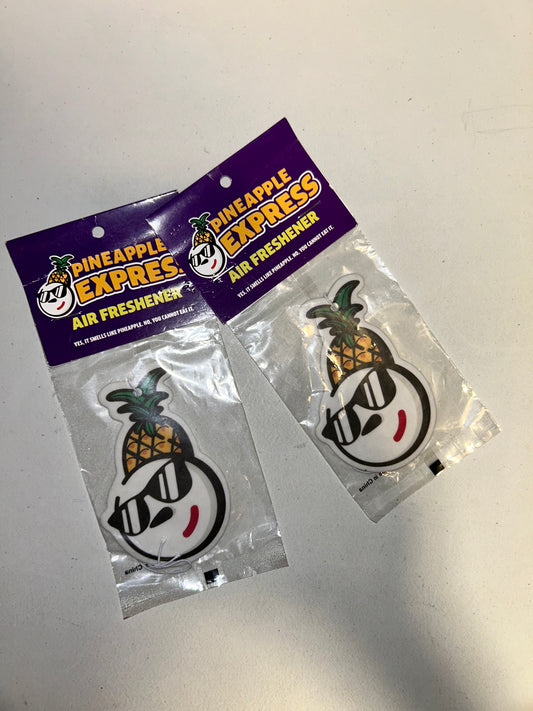 PINEAPPLE
EXPRESS
AIR FRESHENER
YES, IT SMELLS LIKE PINEAPPLE. NO, YOU CANNOT EAT IT.
PINEAPPLE
EXPRESS
AIR FRESHENER
YES, IT SMELLS LIKE PINEAPPLE. NO, YOU CANNOT EAT IT.
in China
China